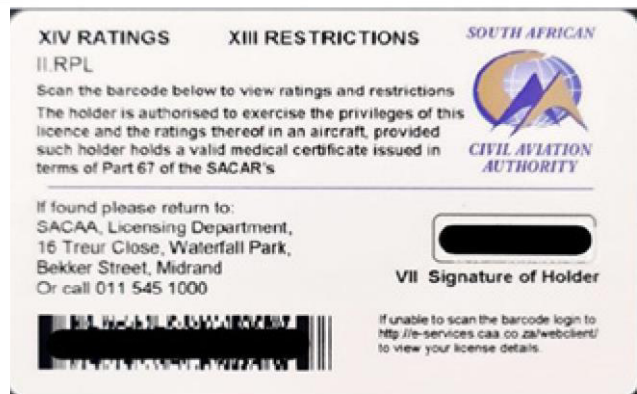 XIV RATINGS XIII RESTRICTIONS
II.RPL
Scan the barcode below to view ratings and restrictions
The holder is authorised to exercise the privileges of this
licence and the ratings thereof in an aircraft, provided
such holder holds a valid medical certificate issued in
terms of Part 67 of the SACAR's
SOUTH AFRICAN
CIVIL AVIATION
AUTHORITY
If found please return to:
SACAA, Licensing Department,
16 Treur Close, Waterfall Park,
Bekker Street, Midrand
Or call 011 545 1000
VII Signature of Holder
If unable to scan the barcode login to
http://e-services.caa.co.za/webclient/
to view your license details.